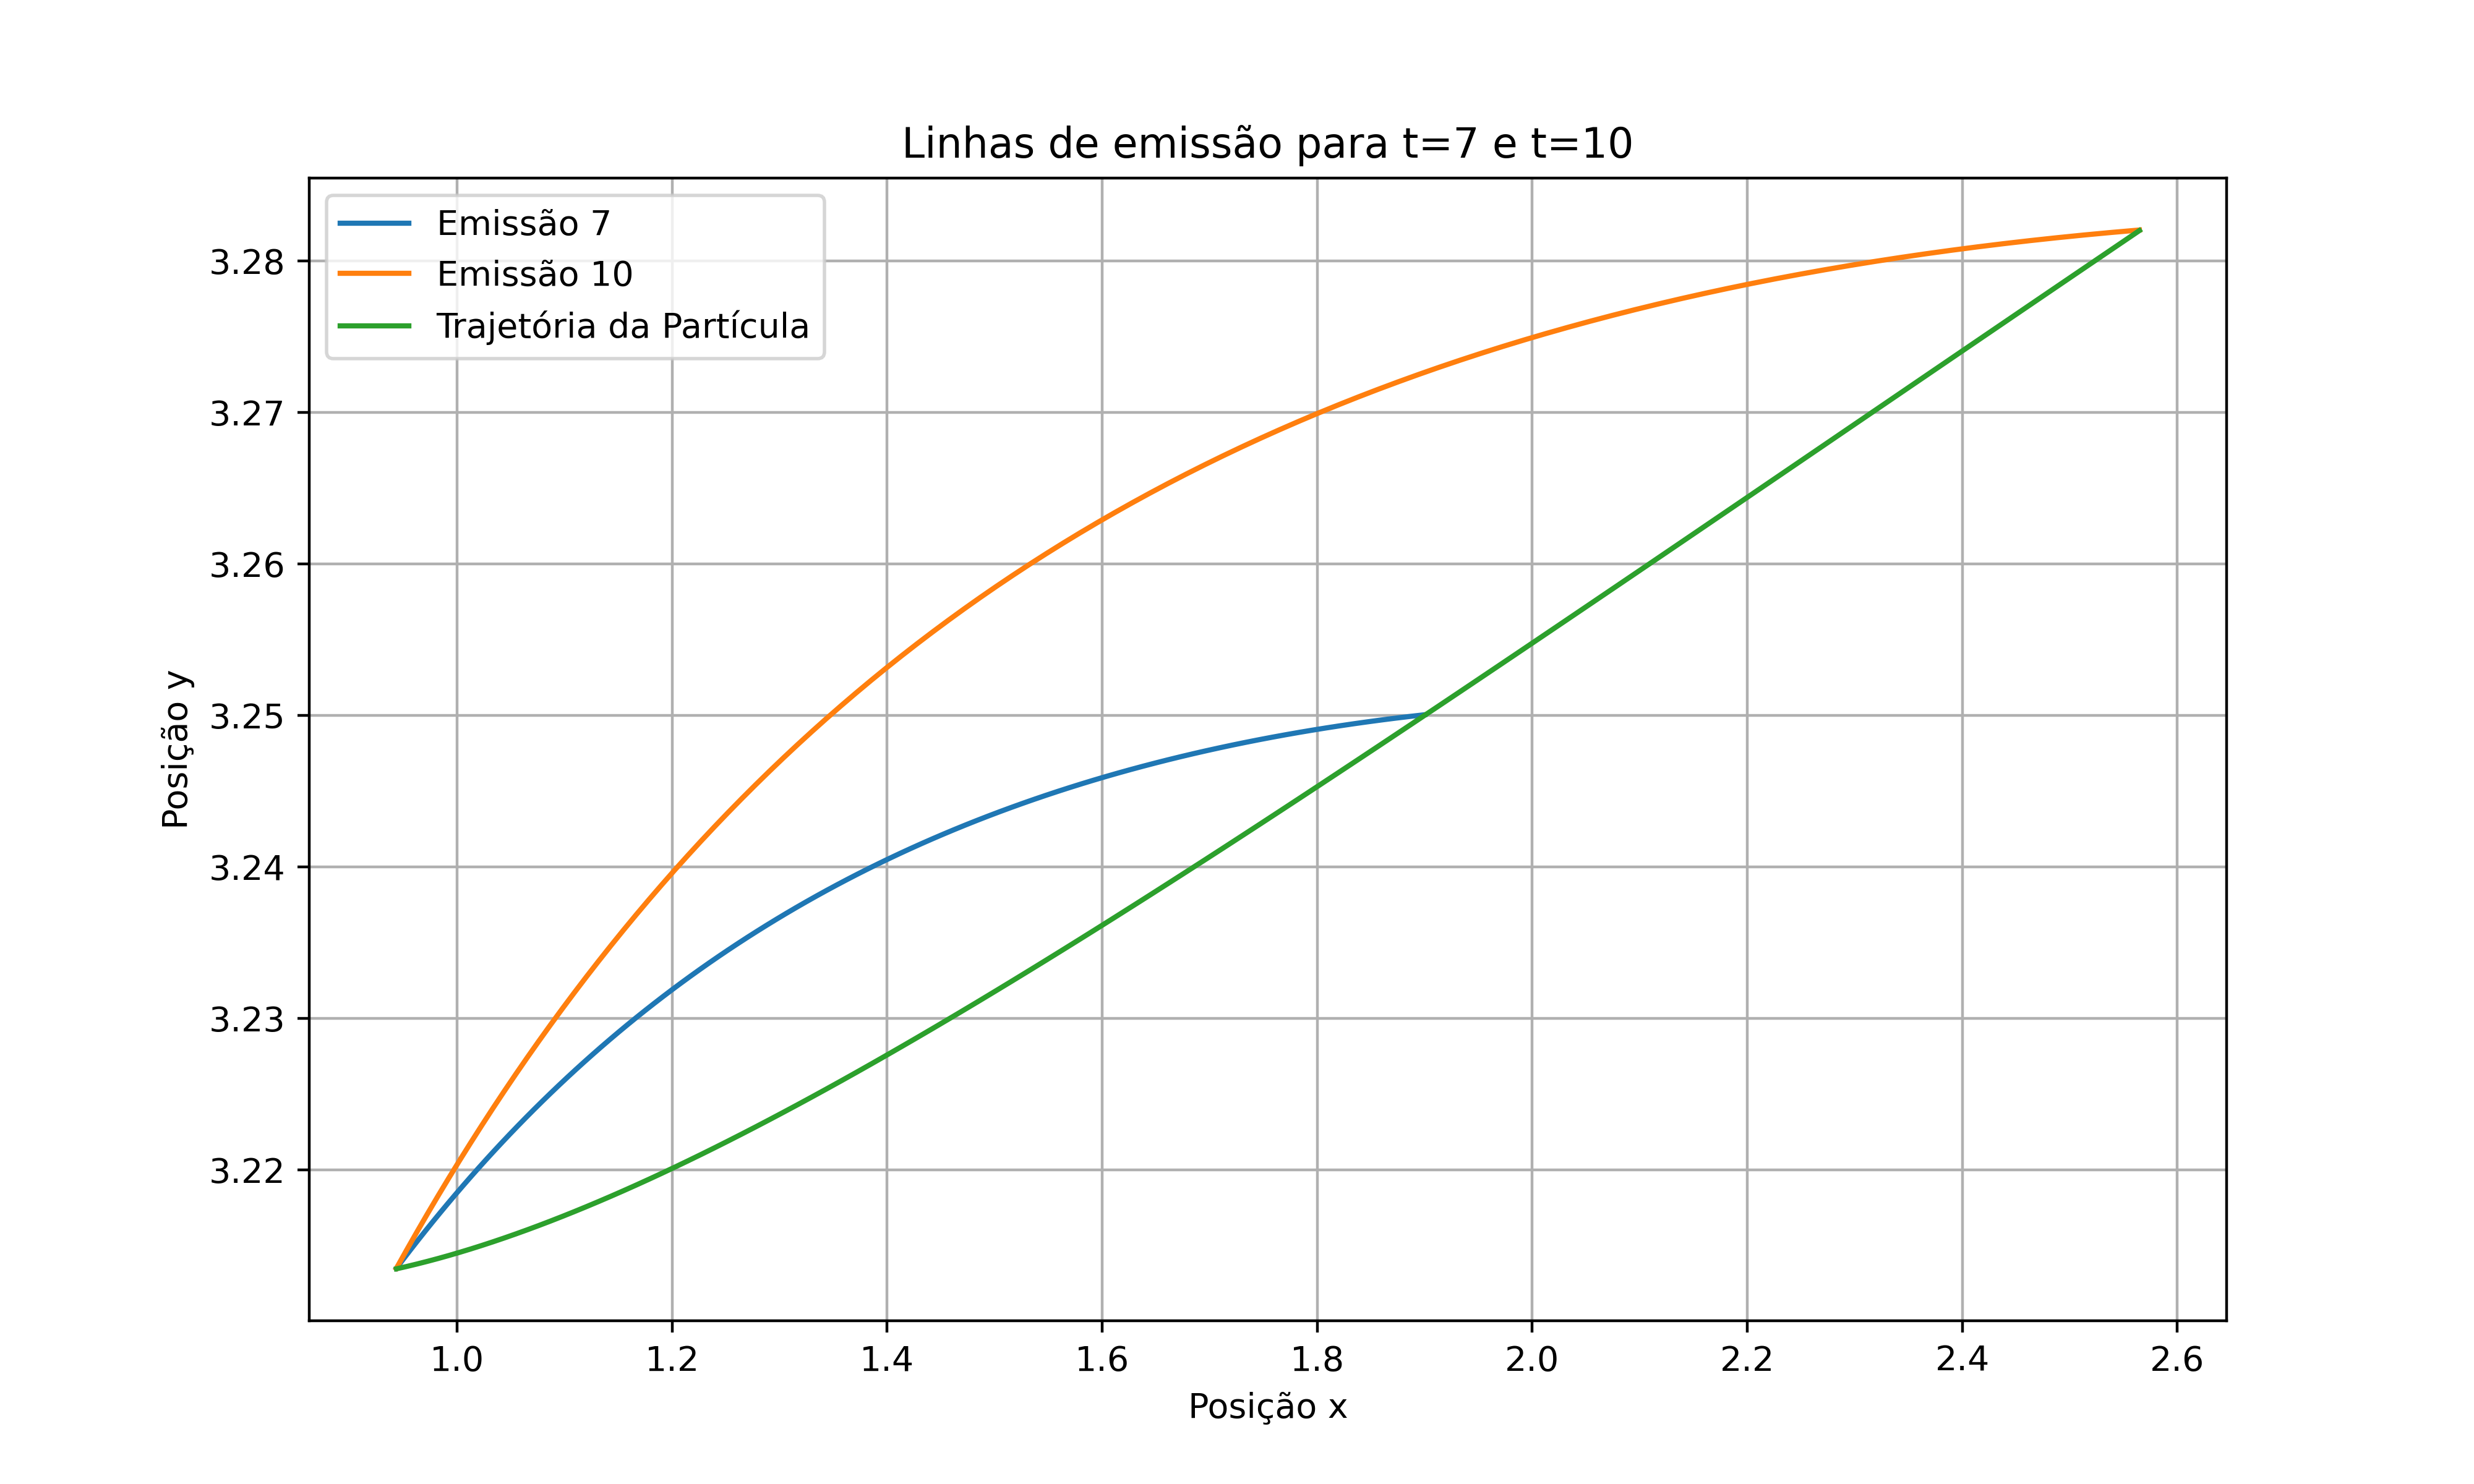 Linhas de emissão para t=7 e t=10
Emissão 7
Emissão 10
Trajetória da Partícula
3.28
3.27
3.26
3.25
3.24
3.23
3.22
Posição y
1.0 1.2 1.4 1.6 1.8 2.0 2.2 2.4 2.6
Posição x